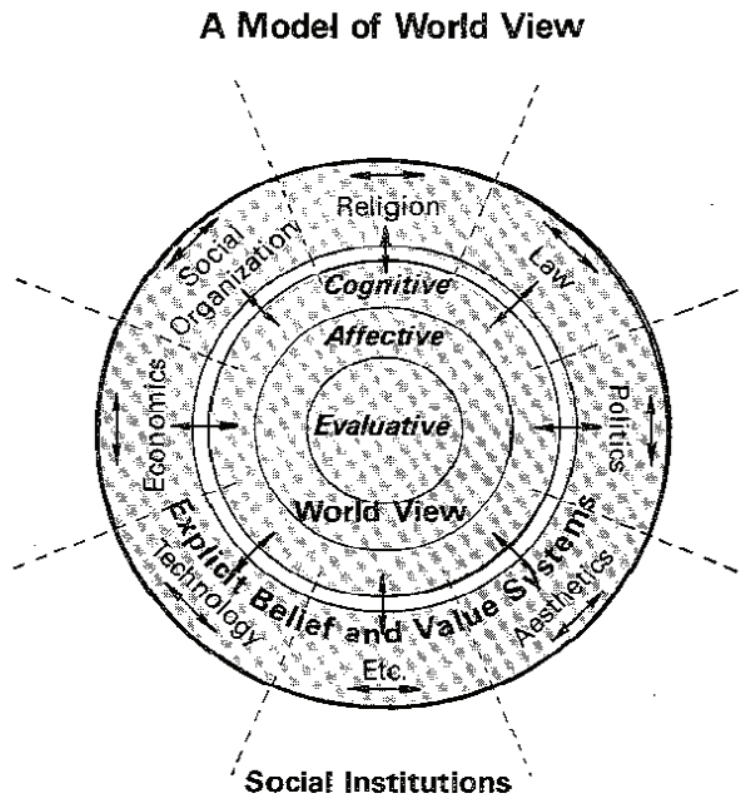 A Model of World View
Religion
Social
Organization
Law
Cognitive
Affective
Economics
Evaluative
Politics
World View
Explicit Belief and Value Systems
Technology
Aesthetics
Etc.
Social Institutions